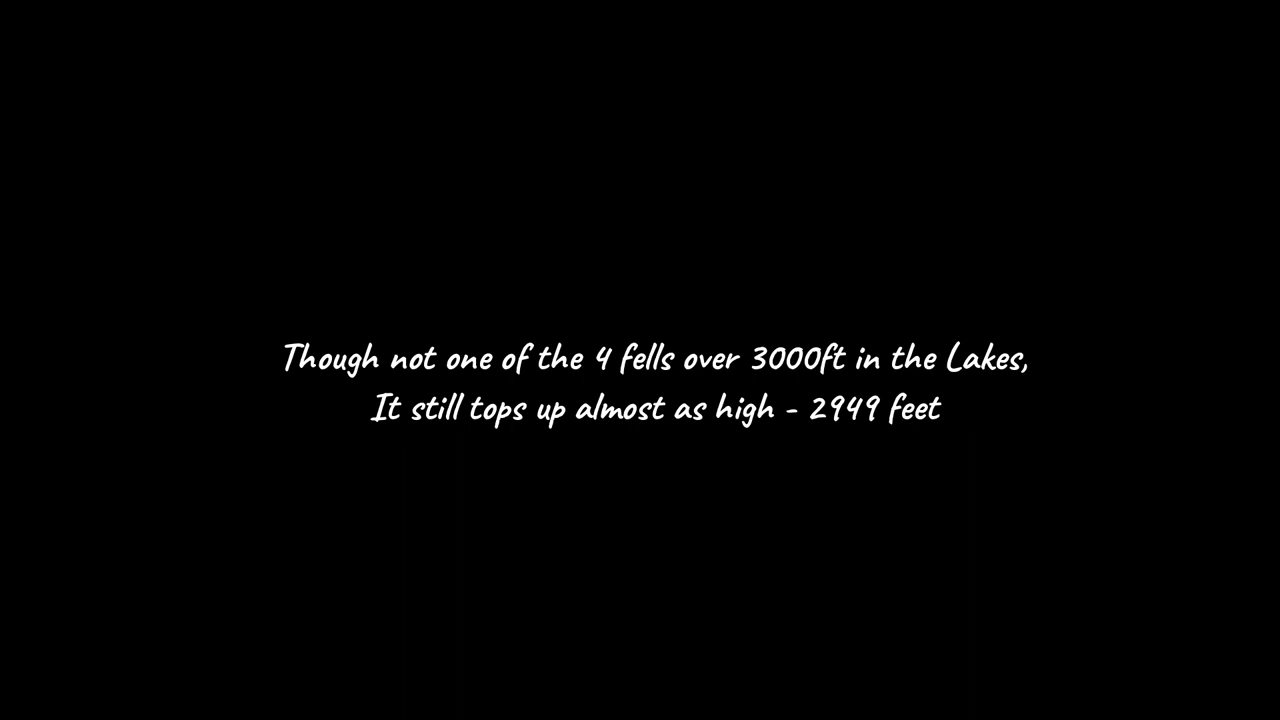 Though not one of the 4 fells over 3000ft in the Lakes,
It still tops up almost as high - 2949 feet